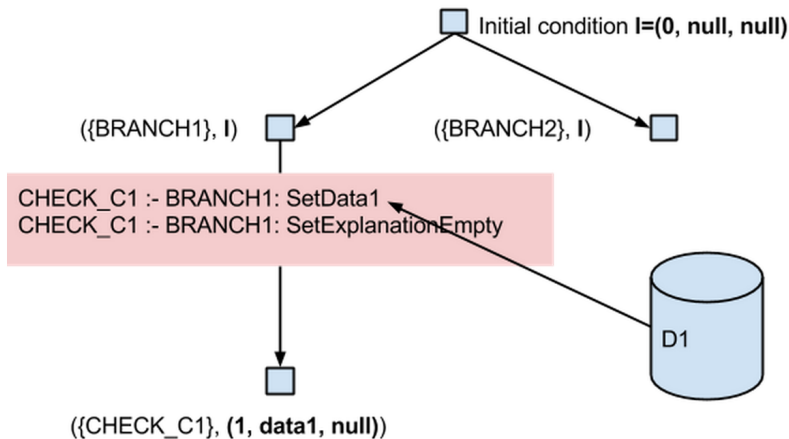 Initial condition I=(0, null, null)
({BRANCH1}, I)
({BRANCH2}, I)
CHECK_C1 :- BRANCH1: SetData1
CHECK_C1 :- BRANCH1: SetExplanationEmpty
D1
({CHECK_C1}, (1, data1, null))